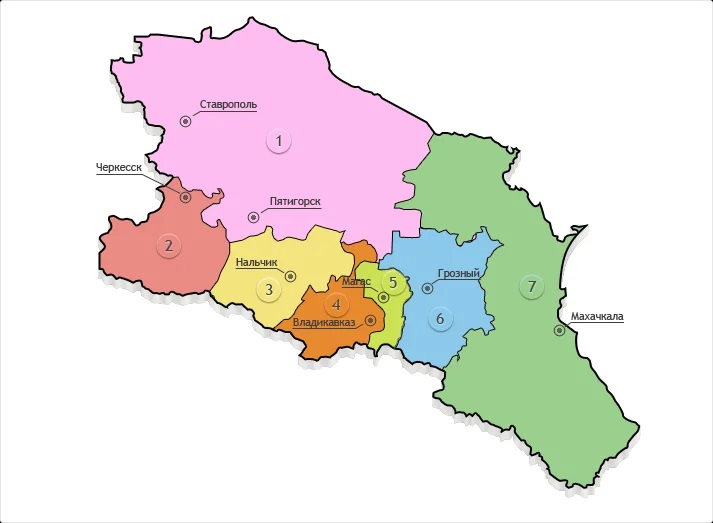 Ставрополь
1
Черкесск
Пятигорск
2
Нальчик
3
Магас
5
Грозный
4
Владикавказ
6
7
Махачкала